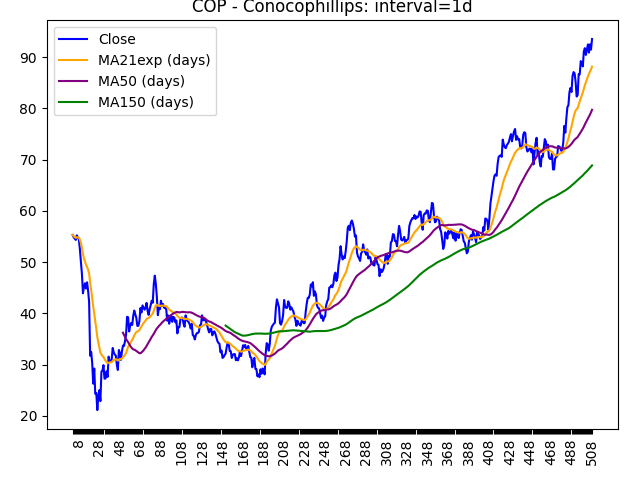 COP - Conocophillips: interval=1d
Close
MA21exp (days)
MA50 (days)
MA150 (days)
90
80
70
60
50
40
30
20
8 28 48 68 88 108 128 148 168 188 208 228 248 268 288 308 328 348 368 388 408 428 448 468 488 508